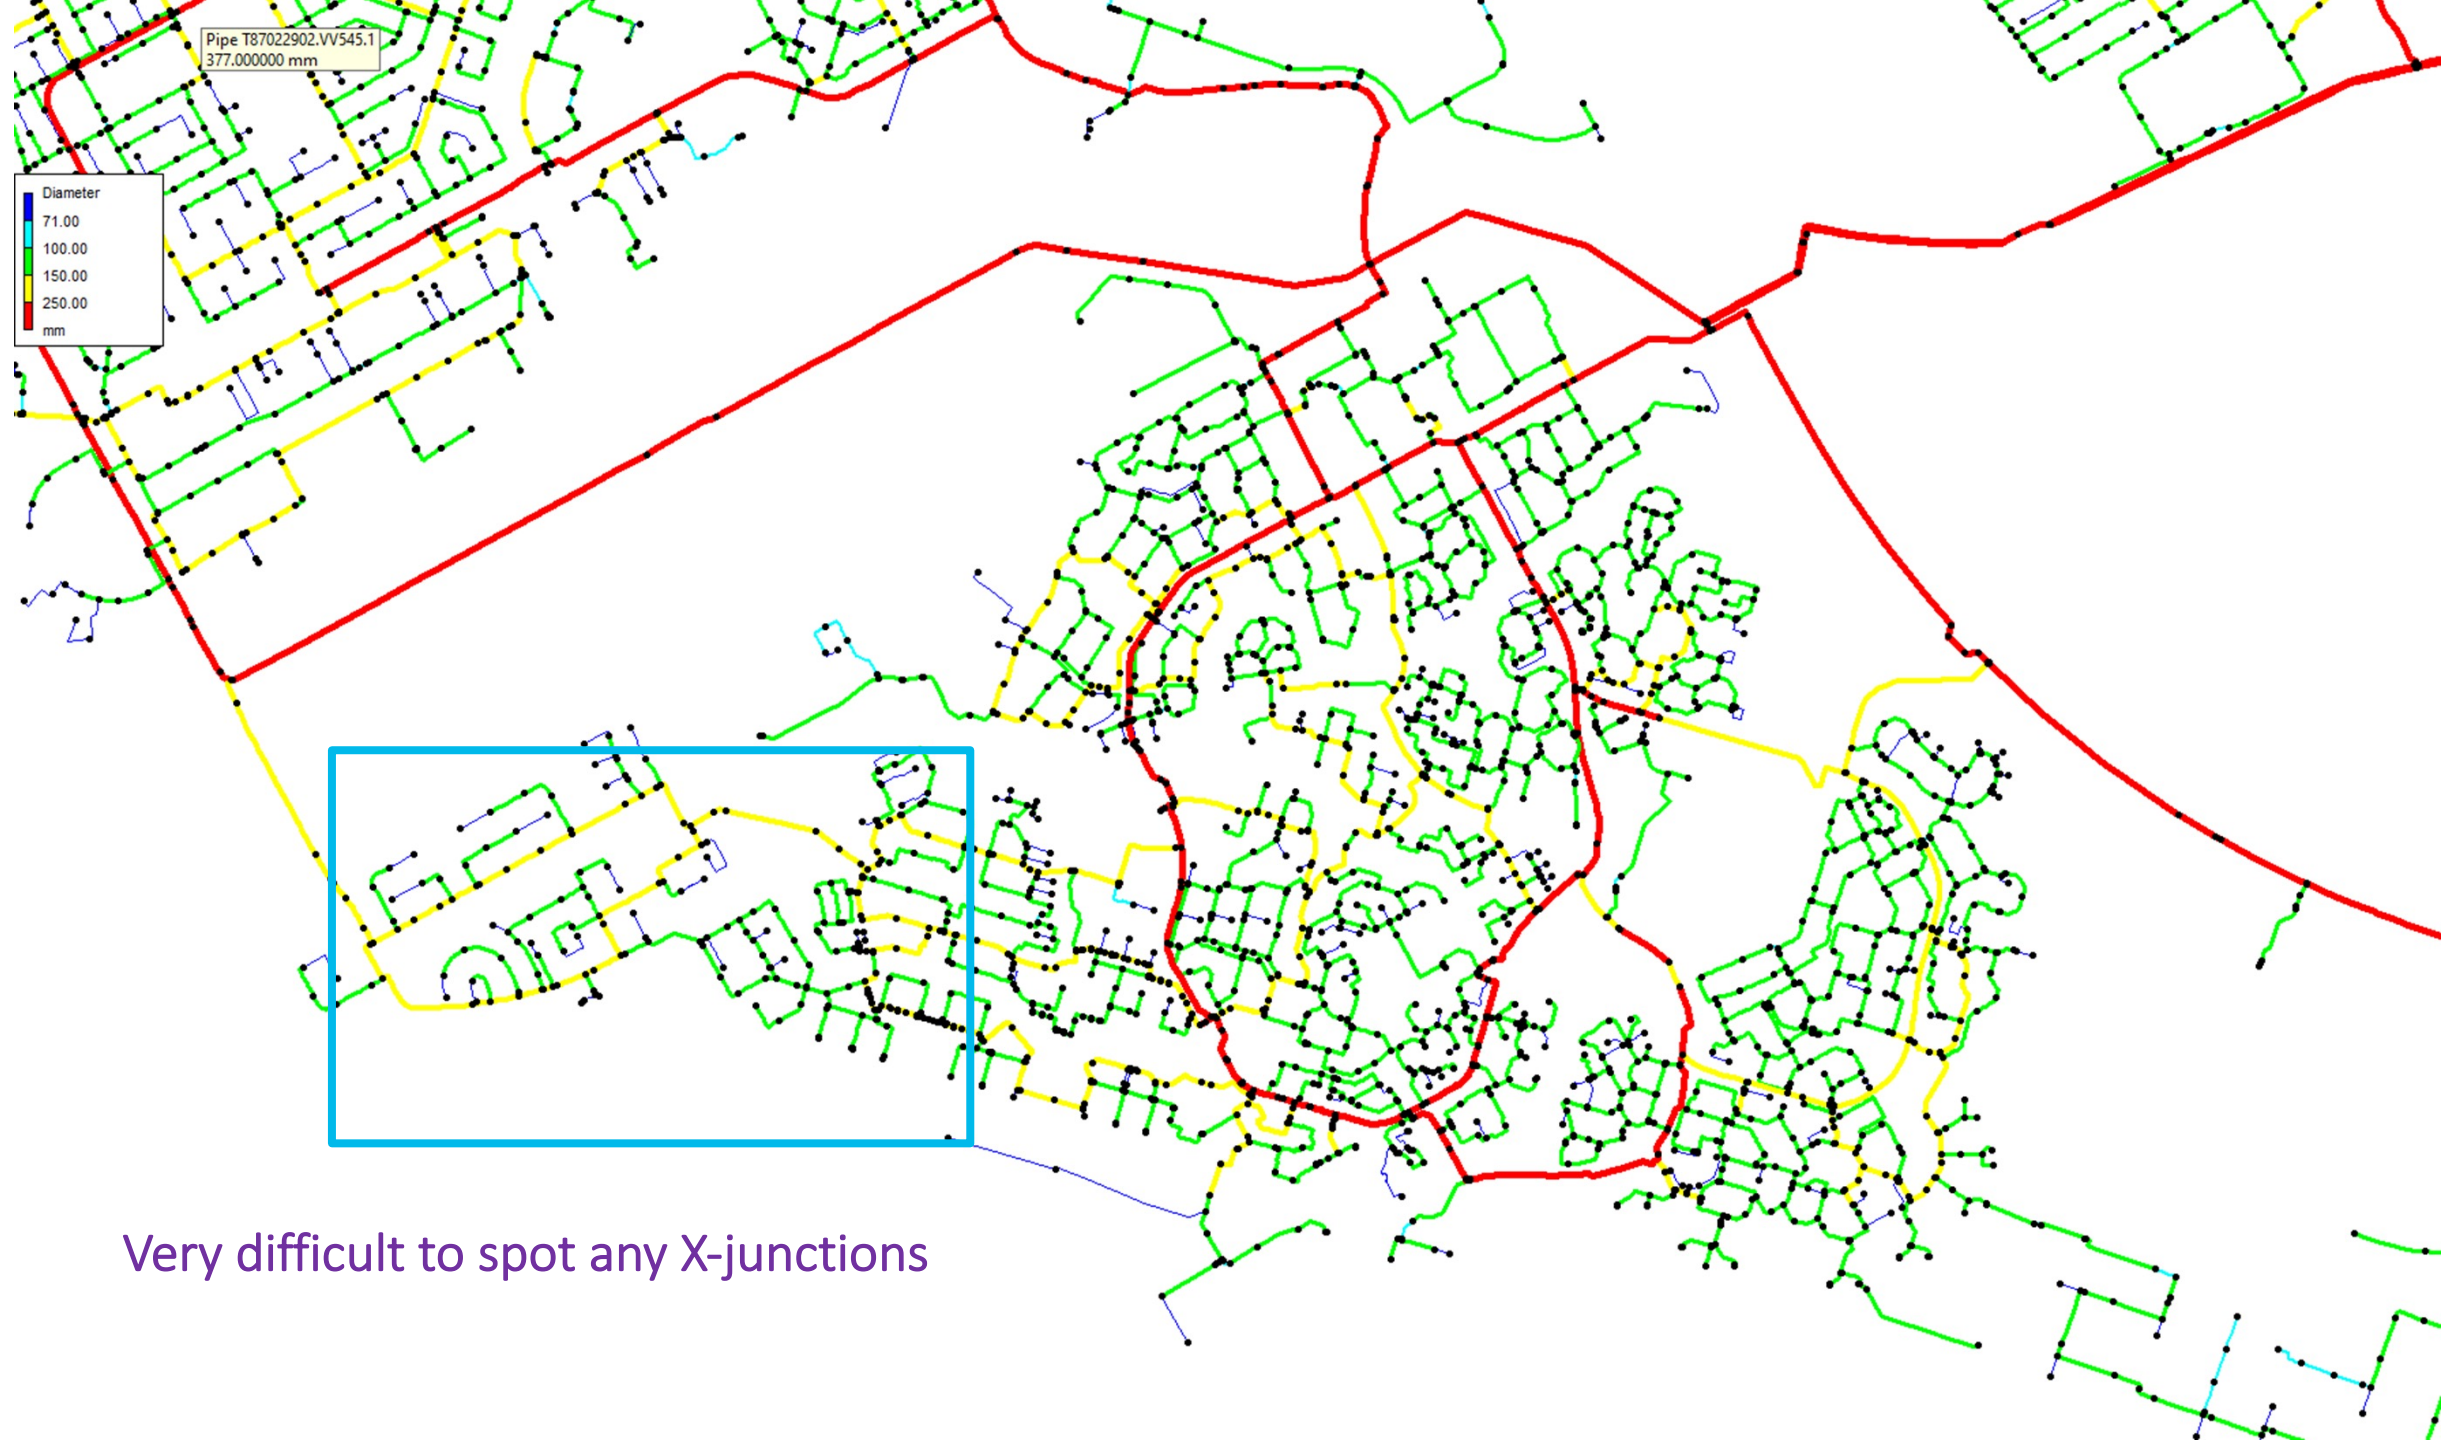 Pipe T87022902.VV545.1
377.000000 mm
Diameter
71.00
100.00
150.00
250.00
mm
Very difficult to spot any X-junctions